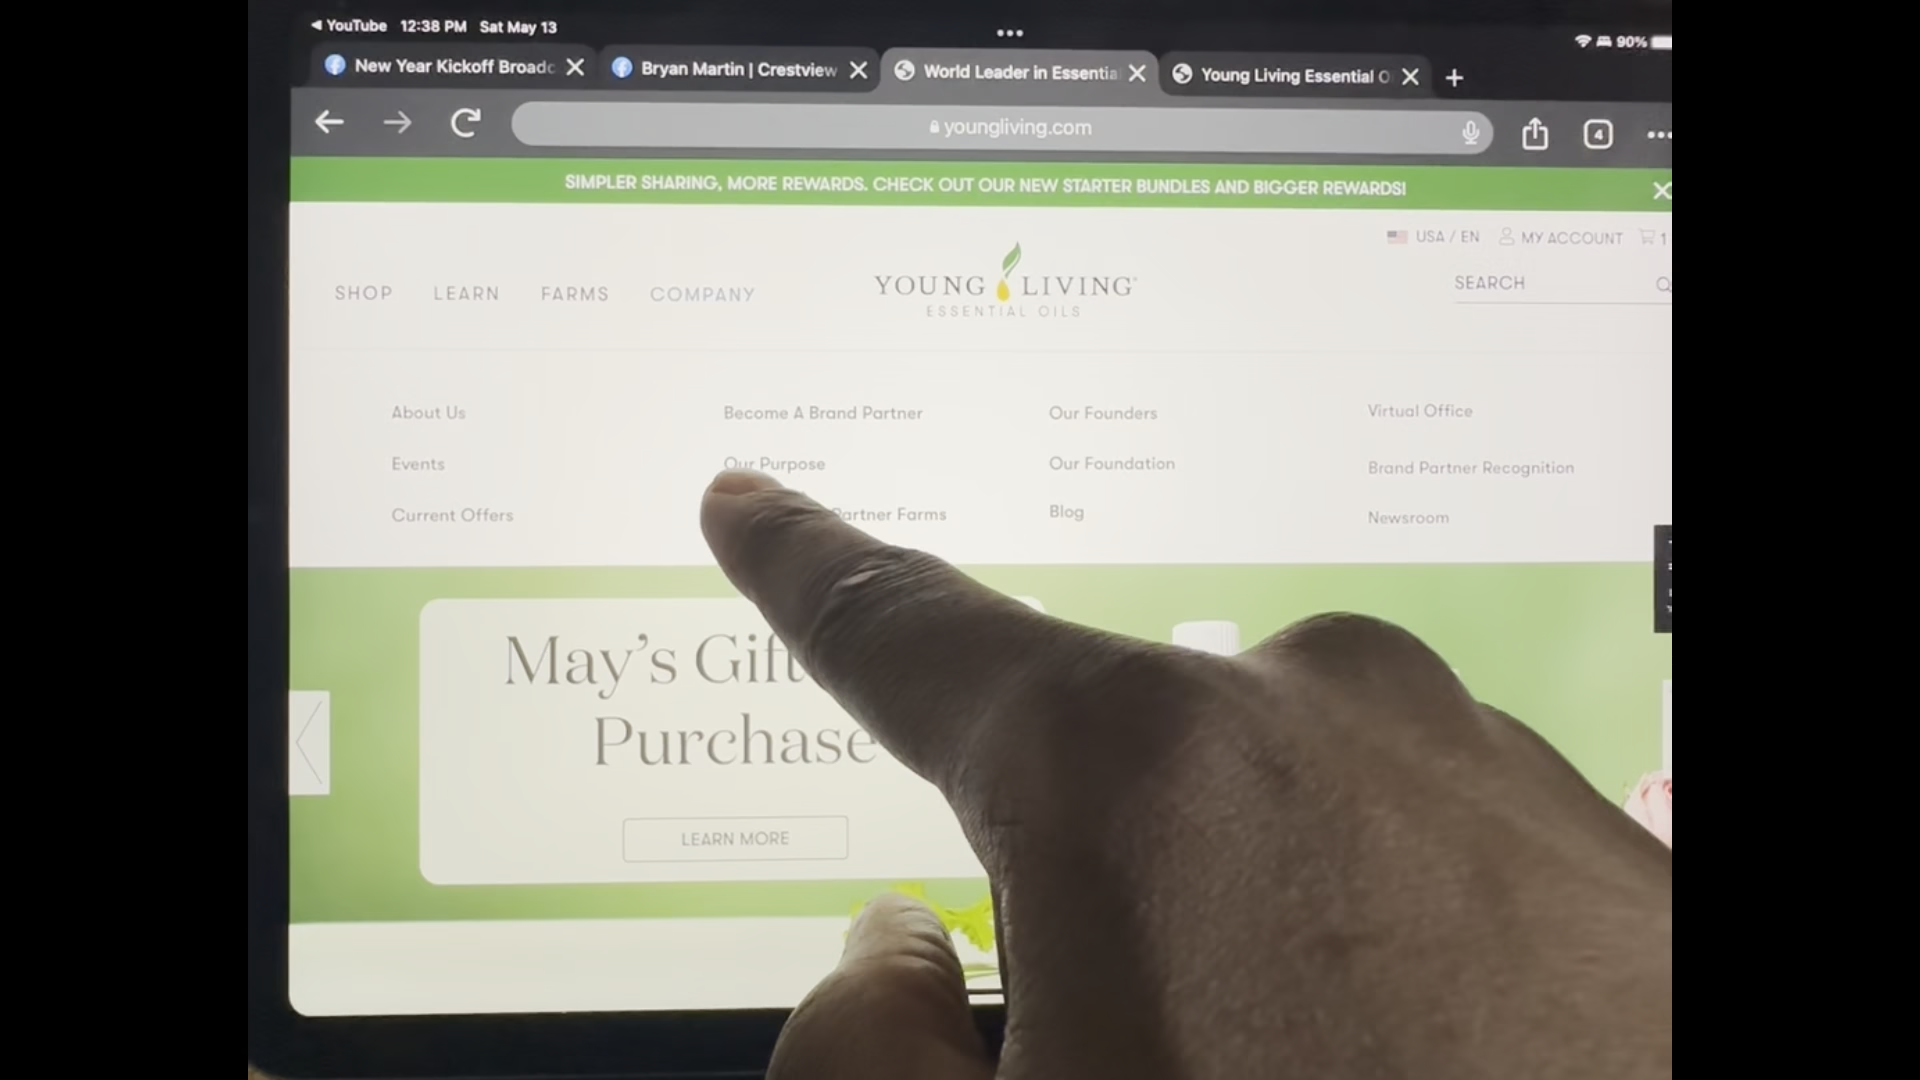 YouTube 12:38 PM Sat May 13
90%
New Year Kickoff Broadc
Bryan Martin | Crestview
World Leader in Essentia
Young Living Essential O
youngliving.com
4
SIMPLER SHARING, MORE REWARDS. CHECK OUT OUR NEW STARTER BUNDLES AND BIGGER REWARDS!
USA / EN MY ACCOUNT 1
SHOP LEARN FARMS COMPANY
YOUNG LIVING
ESSENTIAL OILS
SEARCH
About Us
Become A Brand Partner
Our Founders
Virtual Office
Events
Our Purpose
Our Foundation
Brand Partner Recognition
Current Offers
Partner Farms
Blog
Newsroom
May's Gift
Purchase
LEARN MORE